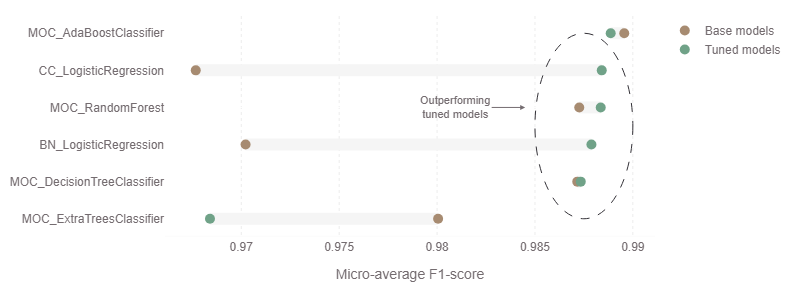 MOC_AdaBoostClassifier
CC_LogisticRegression
MOC_RandomForest
BN_LogisticRegression
MOC_DecisionTreeClassifier
MOC_ExtraTreesClassifier
Outperforming
tuned models
Base models
Tuned models
0.97 0.975 0.98 0.985 0.99
Micro-average F1-score